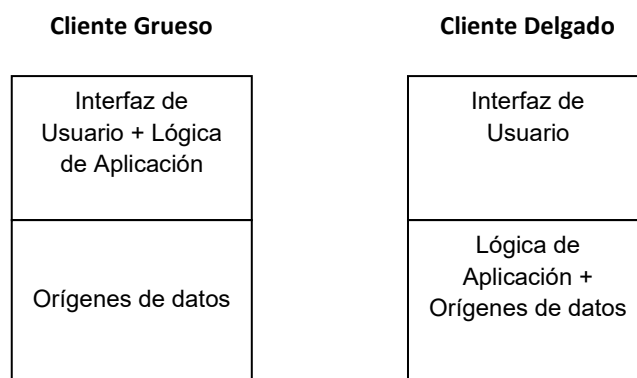 Cliente Grueso
Interfaz de
Usuario + Lógica
de Aplicación
Orígenes de datos
Cliente Delgado
Interfaz de
Usuario
Lógica de
Aplicación +
Orígenes de datos